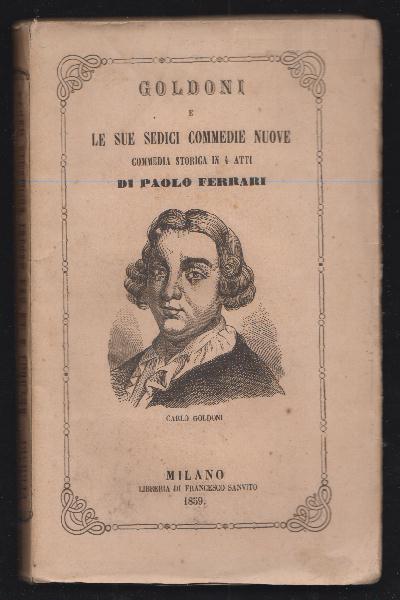 GOLDONI
E
LE SUE SEDICI COMMEDIE NUOVE
COMMEDIA STORICA IN 4 ATTI
DI PAOLO FERRARI
CARLO GOLDONI
MILANO
LIBRERIA DI FRANCESCO SANVITO
1859.